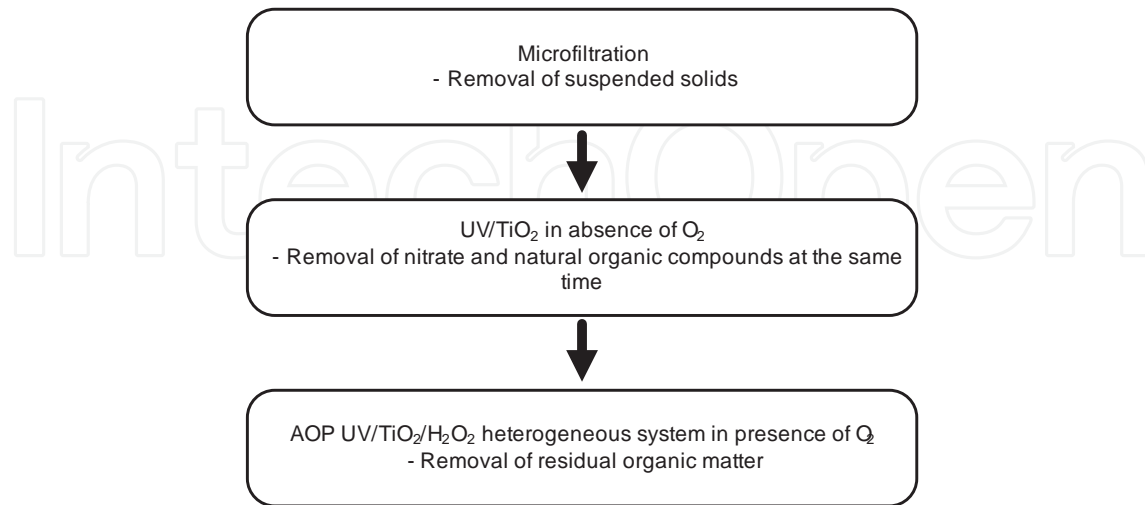 Microfiltration
- Removal of suspended solids
IntechOpen
UV/TiO₂ in absence of O₂
- Removal of nitrate and natural organic compounds at the same
time
AOP UV/TiO₂/H₂O₂ heterogeneous system in presence of O₂
- Removal of residual organic matter